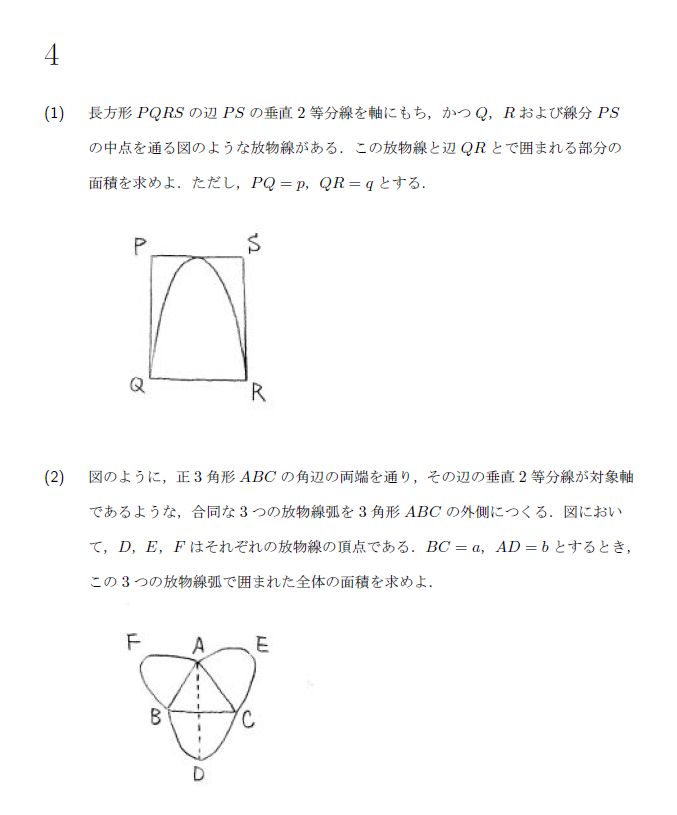 4
(1) 長方形 PQRS の辺 PS の垂直 2 等分線を軸にもち，かつ Q，R および線分 PS
の中点を通る図のような放物線がある．この放物線と辺 QR とで囲まれる部分の
面積を求めよ．ただし，PQ = p，QR = q とする．
P S
Q R
(2) 図のように，正 3 角形 ABC の角辺の両端を通り，その辺の垂直 2 等分線が対象軸
であるような，合同な 3 つの放物線弧を 3 角形 ABC の外側につくる．図におい
て，D，E，F はそれぞれの放物線の頂点である．BC = a，AD = b とするとき，
この 3 つの放物線弧で囲まれた全体の面積を求めよ．
F A E
B C
D